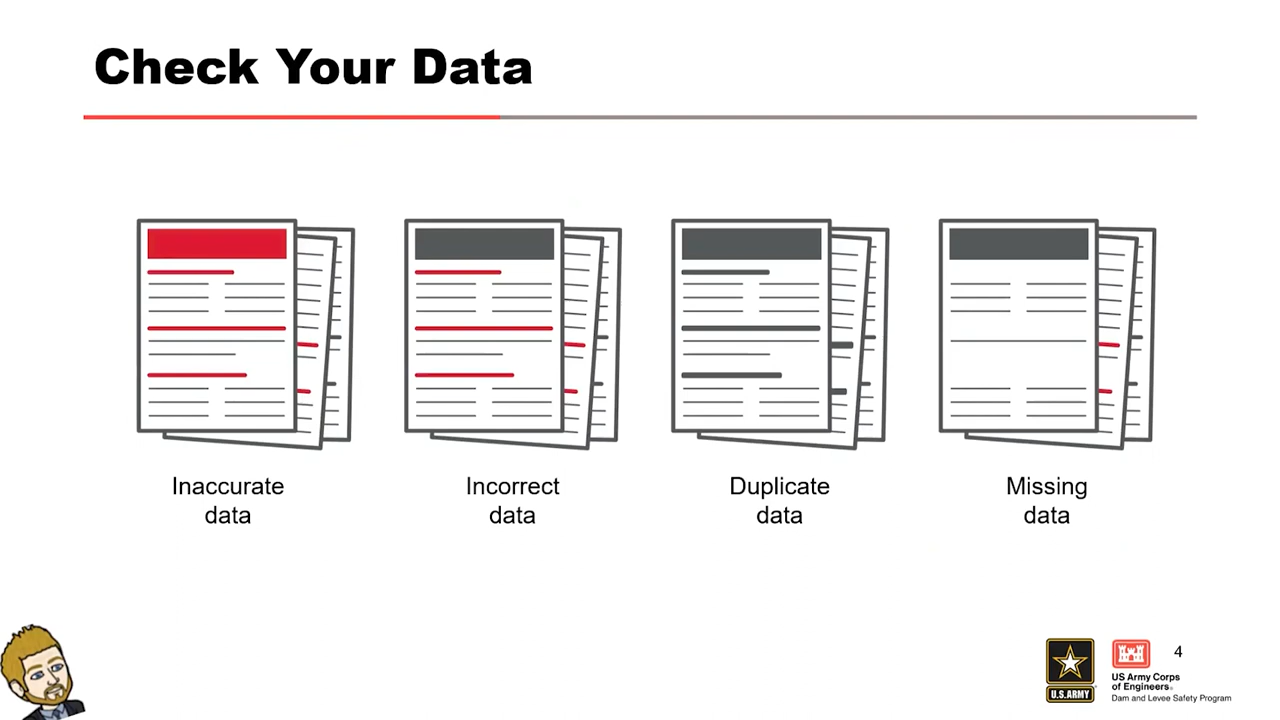 Check Your Data
Inaccurate
data
Incorrect
data
Duplicate
data
Missing
data
U.S.ARMY
US Army Corps
of Engineers®
Dam and Levee Safety Program
4